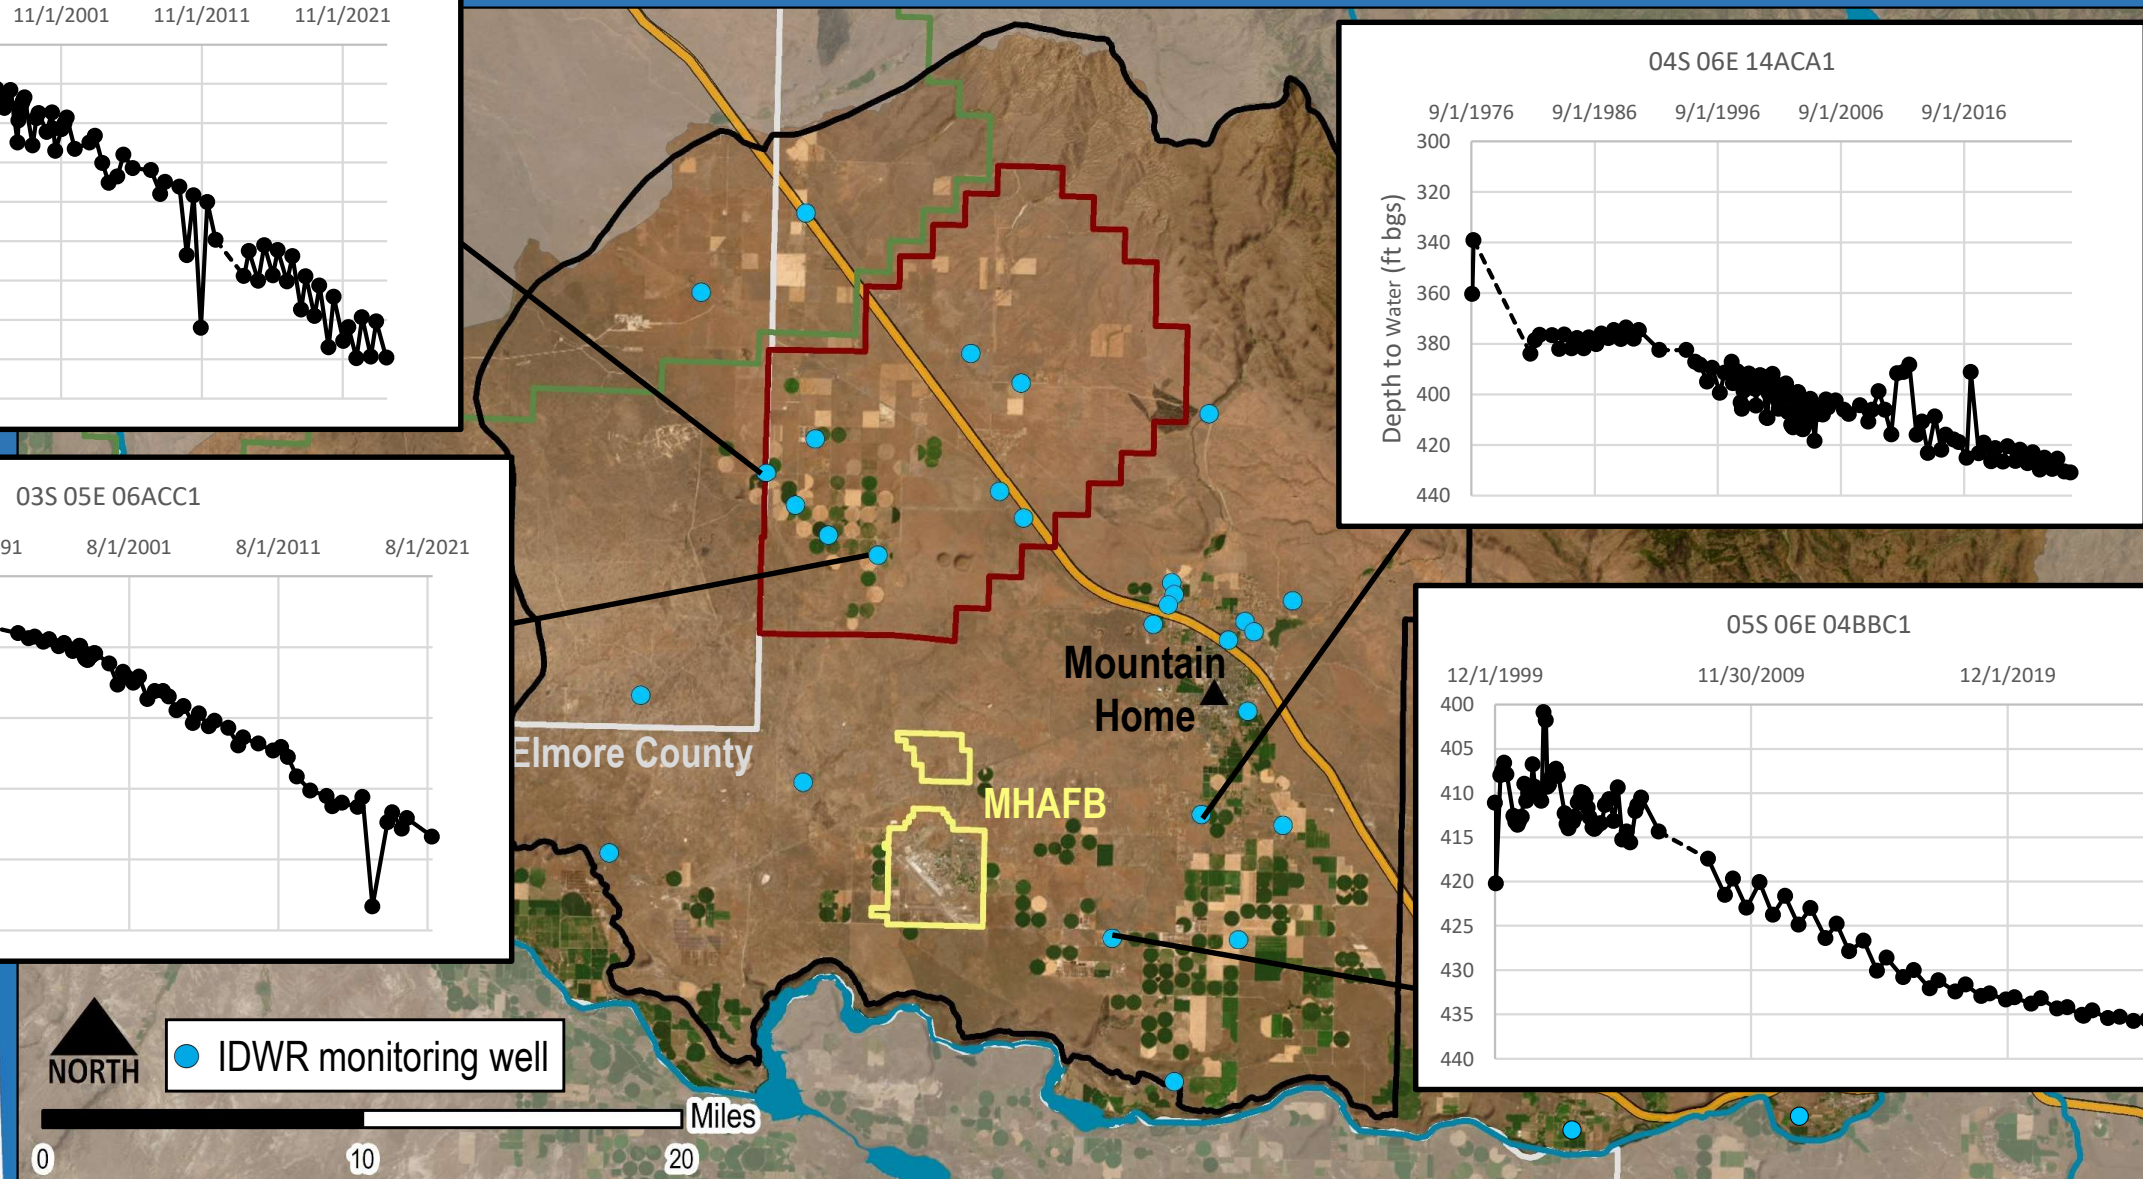 11/1/2001 11/1/2011 11/1/2021
04S 06E 14ACA1
9/1/1976 9/1/1986 9/1/1996 9/1/2006 9/1/2016
300
320
340
360
380
400
420
440
Depth to Water (ft bgs)
03S 05E 06ACC1
91 8/1/2001 8/1/2011 8/1/2021
05S 06E 04BBC1
12/1/1999 11/30/2009 12/1/2019
400
405
410
415
420
425
430
435
440
Mountain
Home
Elmore County
MHAFB
NORTH
IDWR monitoring well
Miles
0 10 20